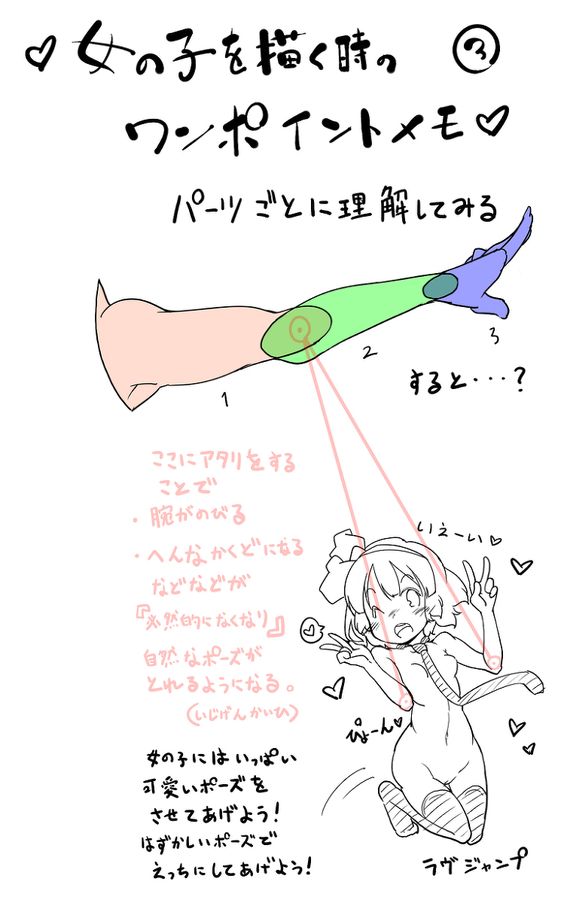 ♡女の子を描く時の ③
ワンポイントメモ♡
パーツごとに理解してみる
1
2
3
すると・・・?
ここにアタリをする
ことで
・腕がのびる
・へんなかくどになる
などなどが
『必然的になくなり』
自然なポーズが
とれるようになる。
(いじげんかいひ)
いえーい♡
ぴょーん♡
女の子にはいっぱい
可愛いポーズを
させてあげよう!
はずかしいポーズで
えっちにしてあげよう!
ラヴジャンプ